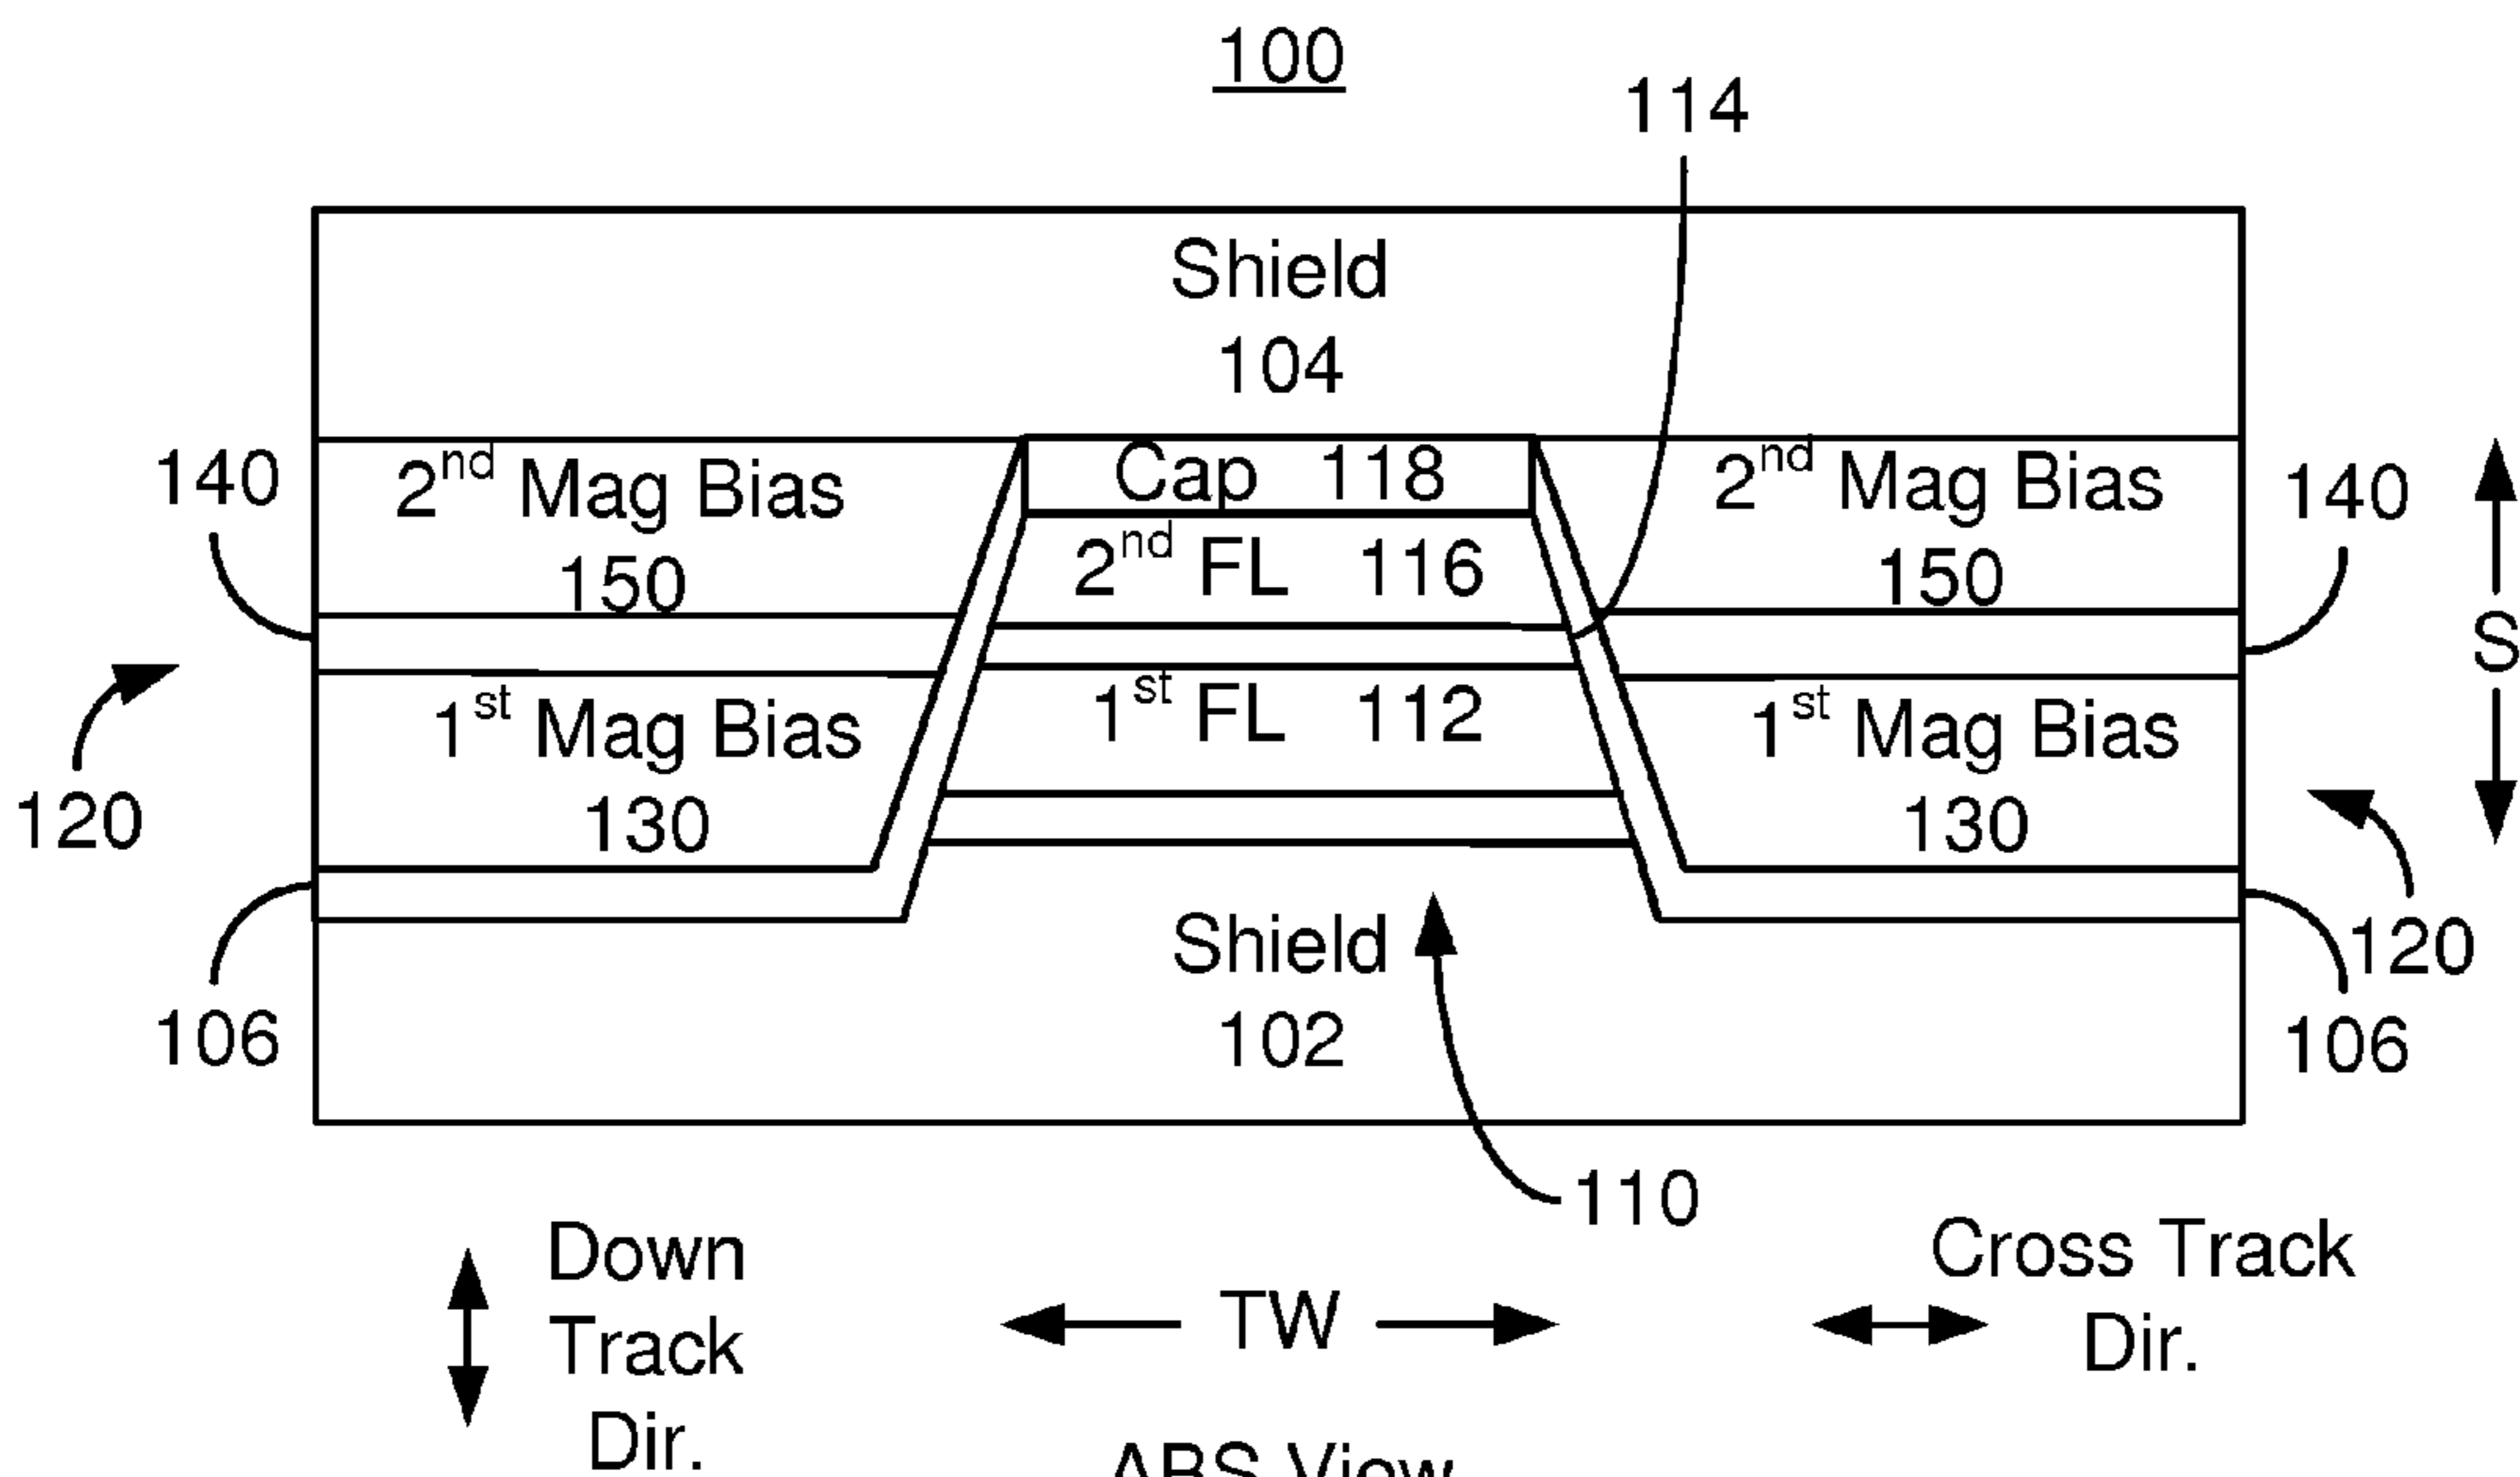 100
114
Shield
104
140
2nd Mag Bias
150
Cap 118
2nd Mag Bias
150
140
2nd FL 116
S
120
1st Mag Bias
130
1st FL 112
1st Mag Bias
130
120
106
Shield
102
106
110
Down
Track
Dir.
TW
Cross Track
Dir.
ABS View